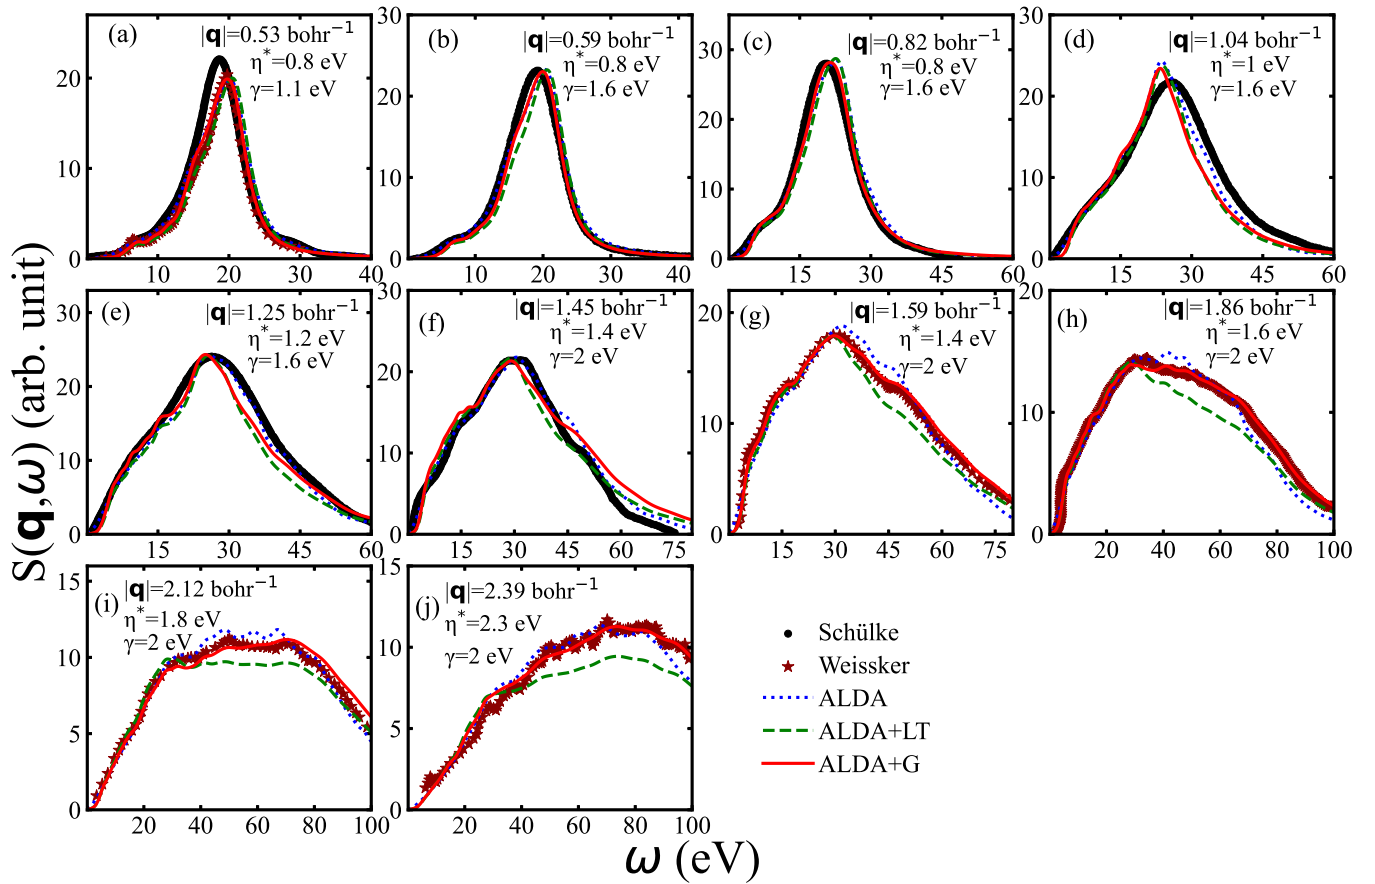 (a)
|q|=0.53 bohr⁻¹
η*=0.8 eV
γ=1.1 eV
20
10
0
10
20
30
40
(b)
|q|=0.59 bohr⁻¹
η*=0.8 eV
γ=1.6 eV
30
20
10
0
10
20
30
40
(c)
|q|=0.82 bohr⁻¹
η*=0.8 eV
γ=1.6 eV
30
20
10
0
15
30
45
60
(d)
|q|=1.04 bohr⁻¹
η*=1 eV
γ=1.6 eV
30
20
10
0
15
30
45
60
S(q,ω) (arb. unit)
(e)
|q|=1.25 bohr⁻¹
η*=1.2 eV
γ=1.6 eV
30
20
10
0
15
30
45
60
(f)
|q|=1.45 bohr⁻¹
η*=1.4 eV
γ=2 eV
30
20
10
0
15
30
45
60
75
(g)
|q|=1.59 bohr⁻¹
η*=1.4 eV
γ=2 eV
20
10
0
15
30
45
60
75
(h)
|q|=1.86 bohr⁻¹
η*=1.6 eV
γ=2 eV
20
10
0
20
40
60
80
100
(i)
|q|=2.12 bohr⁻¹
η*=1.8 eV
γ=2 eV
15
10
5
0
20
40
60
80
100
(j)
|q|=2.39 bohr⁻¹
η*=2.3 eV
γ=2 eV
15
10
5
0
20
40
60
80
100
Schülke
Weissker
ALDA
ALDA+LT
ALDA+G
ω (eV)